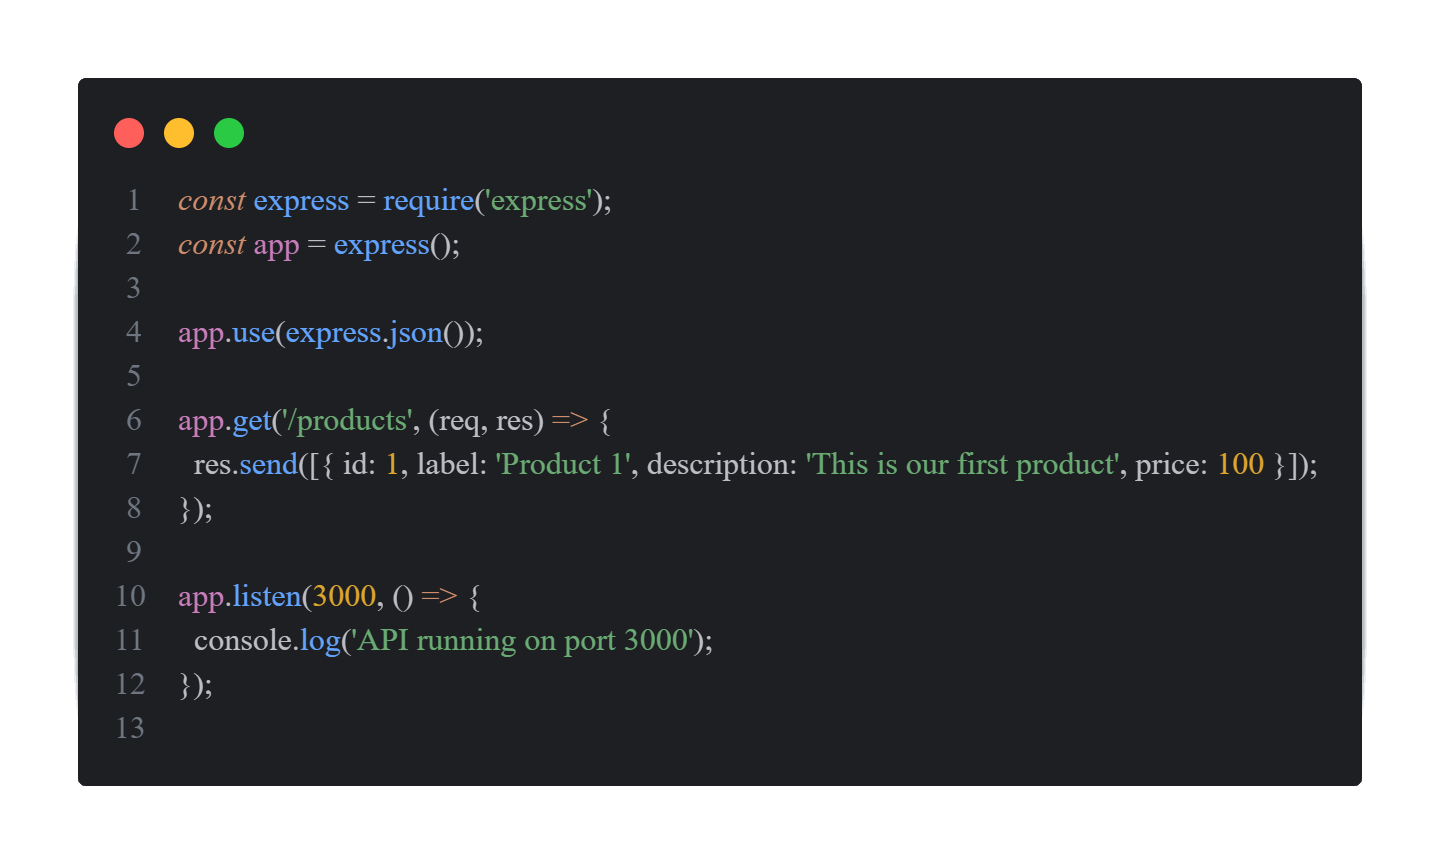 1 const express = require('express');
2 const app = express();
3
4 app.use(express.json());
5
6 app.get('/products', (req, res) => {
7 res.send([{ id: 1, label: 'Product 1', description: 'This is our first product', price: 100 }]);
8 });
9
10 app.listen(3000, () => {
11 console.log('API running on port 3000');
12 });
13